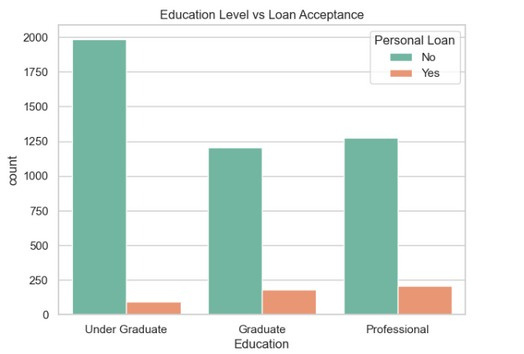 Education Level vs Loan Acceptance
Personal Loan
No
Yes
2000
1750
1500
1250
1000
750
500
250
0
count
Under Graduate Graduate Professional
Education